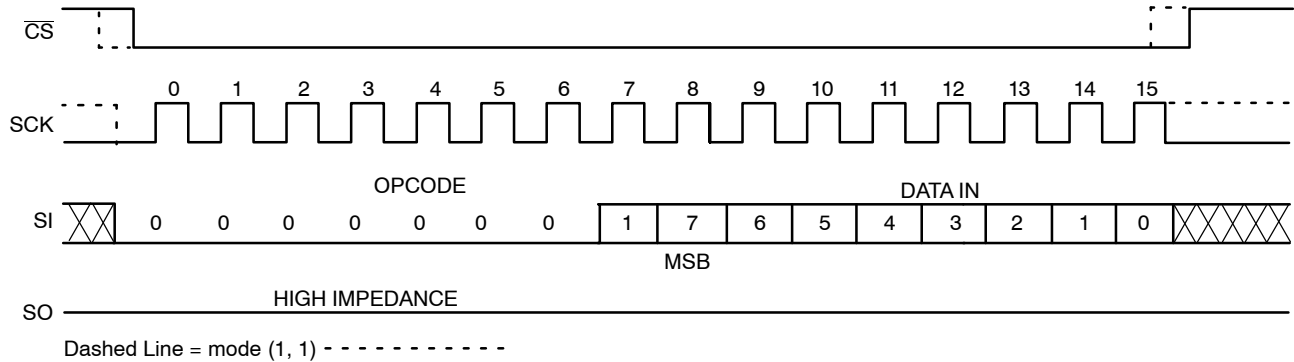 CS
0 1 2 3 4 5 6 7 8 9 10 11 12 13 14 15
SCK
OPCODE DATA IN
SI 0 0 0 0 0 0 0 1 7 6 5 4 3 2 1 0
MSB
HIGH IMPEDANCE
SO
Dashed Line = mode (1, 1)